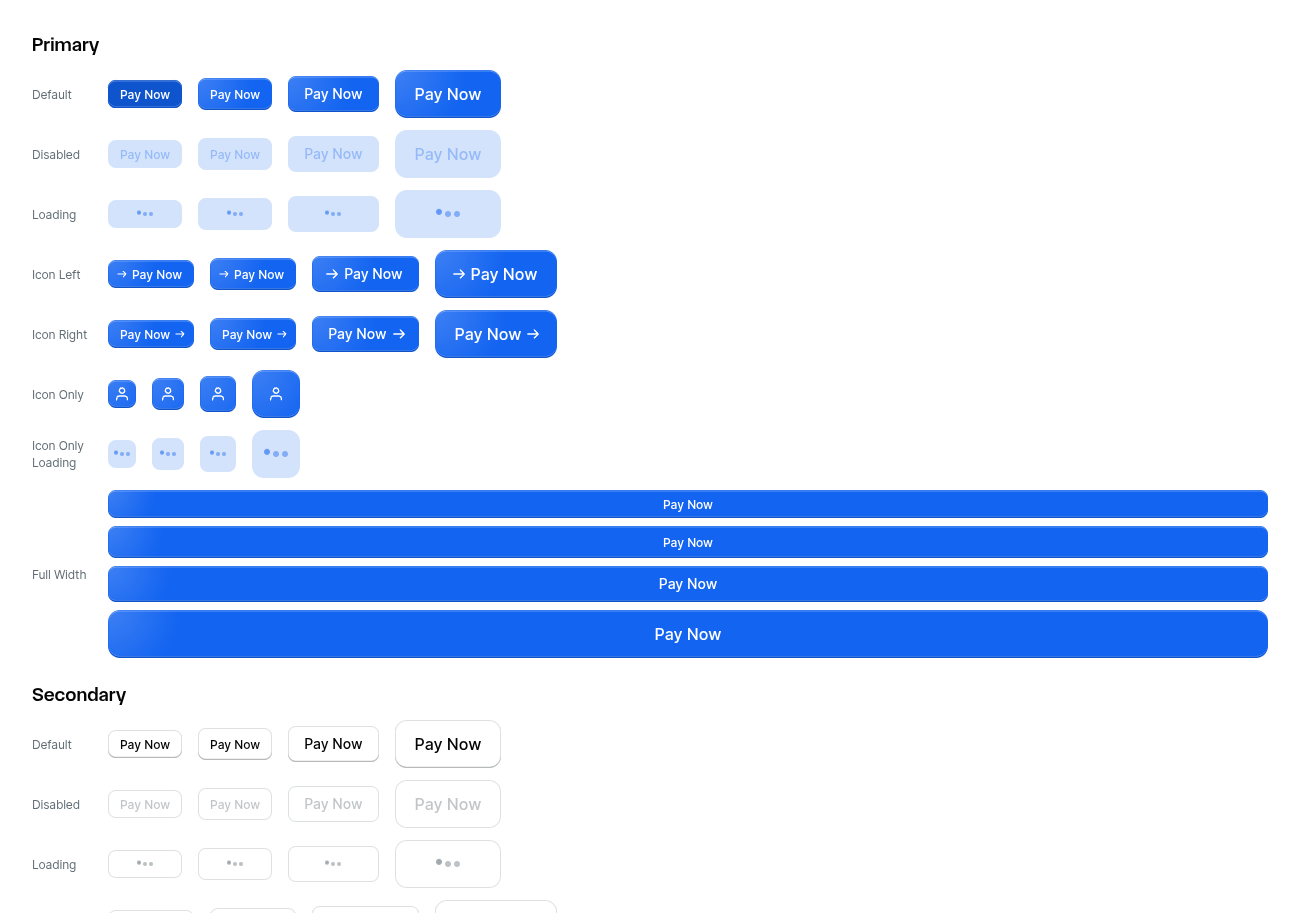 Primary
Default Pay Now Pay Now Pay Now Pay Now
Disabled Pay Now Pay Now Pay Now Pay Now
Loading
Icon Left Pay Now Pay Now Pay Now Pay Now
Icon Right Pay Now Pay Now Pay Now Pay Now
Icon Only
Icon Only
Loading
Pay Now
Pay Now
Full Width
Pay Now
Pay Now
Secondary
Default Pay Now Pay Now Pay Now Pay Now
Disabled Pay Now Pay Now Pay Now Pay Now
Loading